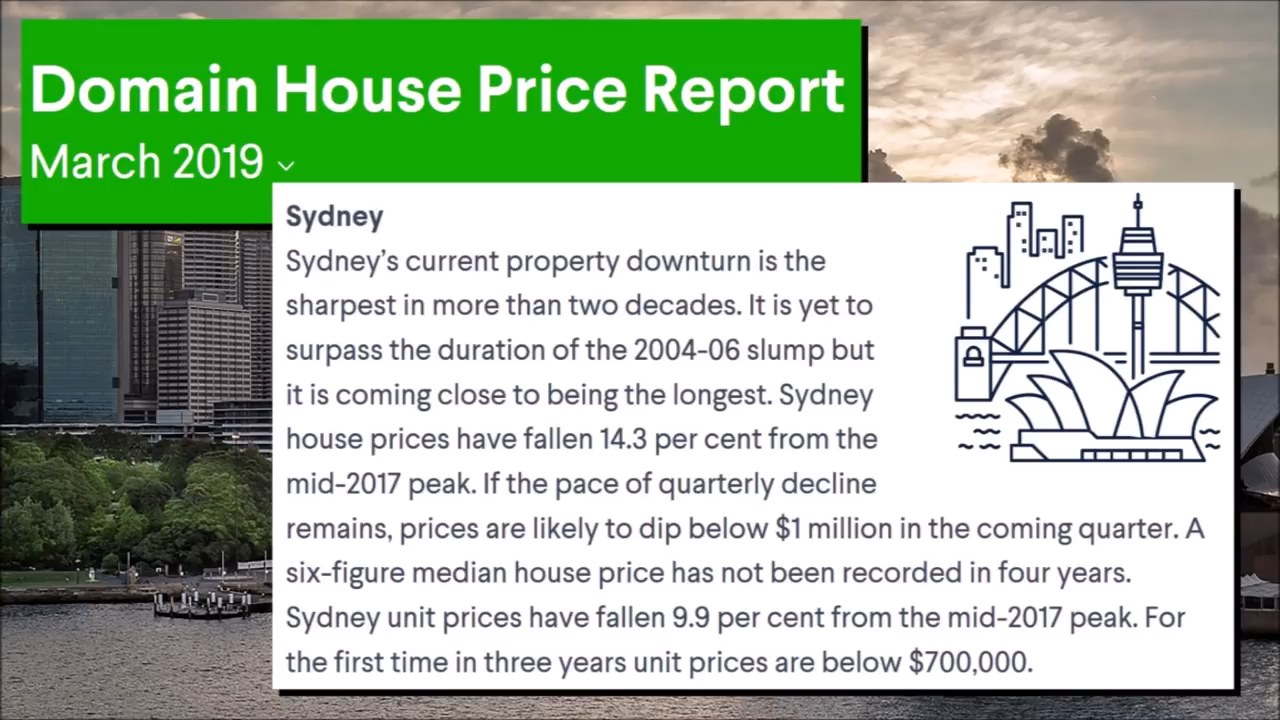 Domain House Price Report
March 2019
Sydney
Sydney’s current property downturn is the
sharpest in more than two decades. It is yet to
surpass the duration of the 2004-06 slump but
it is coming close to being the longest. Sydney
house prices have fallen 14.3 per cent from the
mid-2017 peak. If the pace of quarterly decline
remains, prices are likely to dip below $1 million in the coming quarter. A
six-figure median house price has not been recorded in four years.
Sydney unit prices have fallen 9.9 per cent from the mid-2017 peak. For
the first time in three years unit prices are below $700,000.